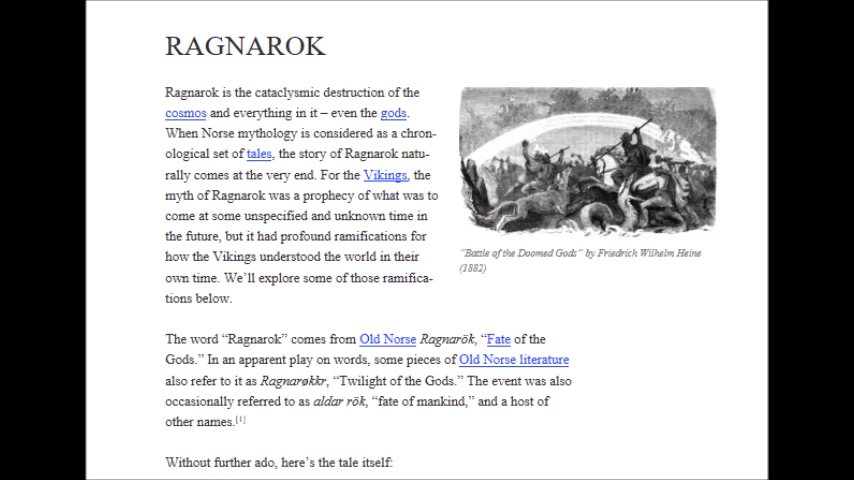 RAGNAROK
Ragnarok is the cataclysmic destruction of the
cosmos and everything in it – even the gods.
When Norse mythology is considered as a chron-
ological set of tales, the story of Ragnarok natu-
rally comes at the very end. For the Vikings, the
myth of Ragnarok was a prophecy of what was to
come at some unspecified and unknown time in
the future, but it had profound ramifications for
how the Vikings understood the world in their
own time. We’ll explore some of those ramifica-
tions below.
"Battle of the Doomed Gods" by Friedrich Wilhelm Heine
(1882)
The word “Ragnarok” comes from Old Norse Ragnarök, “Fate of the
Gods.” In an apparent play on words, some pieces of Old Norse literature
also refer to it as Ragnarøkkr, “Twilight of the Gods.” The event was also
occasionally referred to as aldar rök, “fate of mankind,” and a host of
other names.[1]
Without further ado, here’s the tale itself: